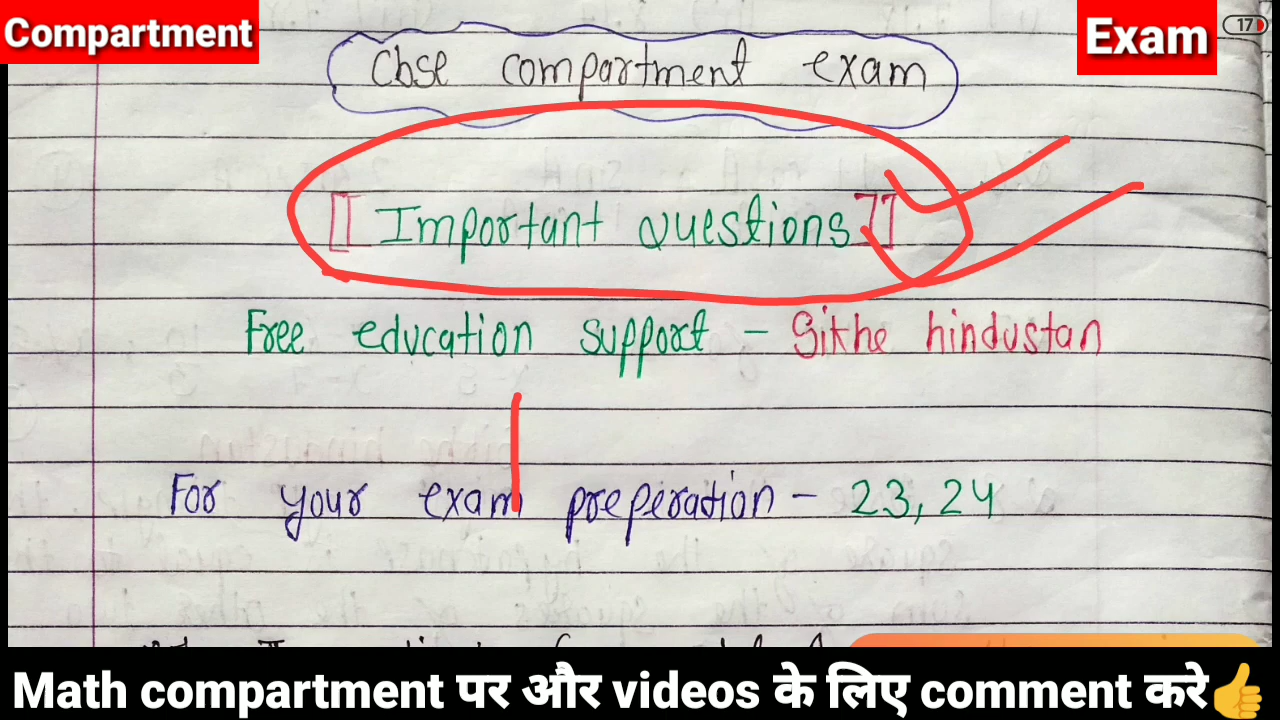 Compartment
Exam
17
Cbse compartment exam
[[ Important Questions ]]
Free education support - Sikhe hindustan
For your exam preperation - 23, 24
Math compartment पर और videos के लिए comment करे👍